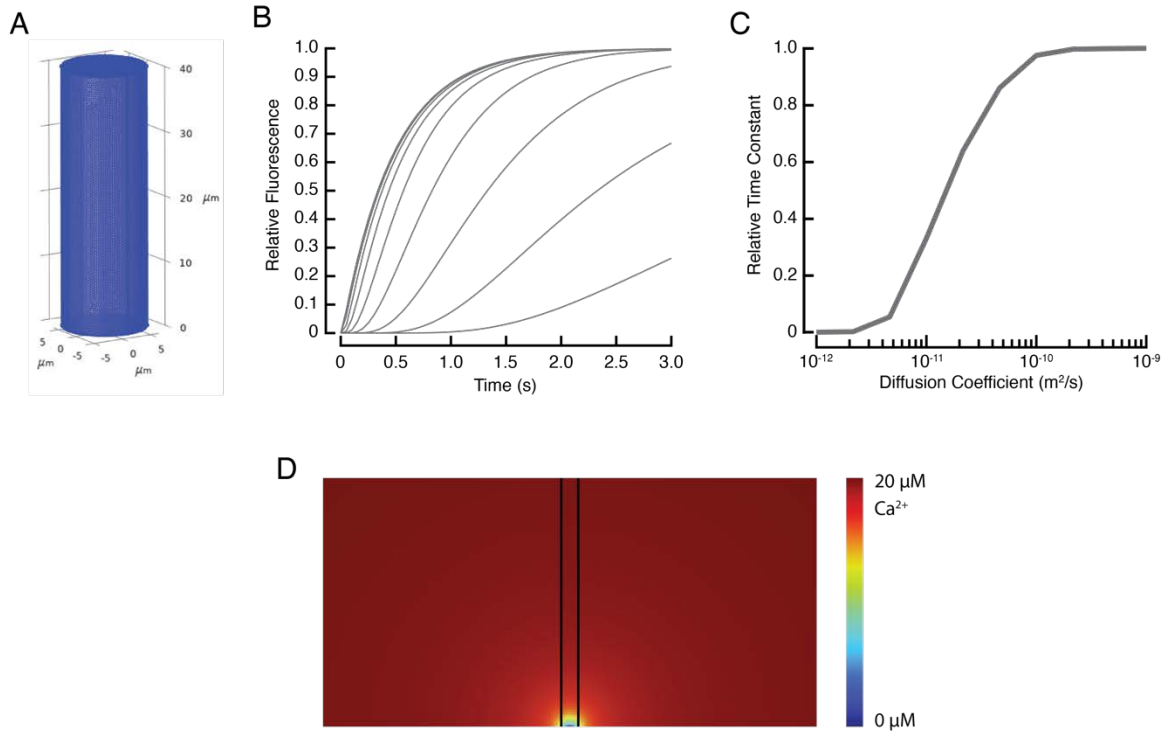 A
40
30
20
μm
10
0
5
0
-5
μm
-5
0
5
μm
B
Relative Fluorescence
1.0
0.9
0.8
0.7
0.6
0.5
0.4
0.3
0.2
0.1
0
0 0.5 1.0 1.5 2.0 2.5 3.0
Time (s)
C
Relative Time Constant
1.0
0.8
0.6
0.4
0.2
0
10⁻¹² 10⁻¹¹ 10⁻¹⁰ 10⁻⁹
Diffusion Coefficient (m²/s)
D
20 μM
Ca²⁺
0 μM